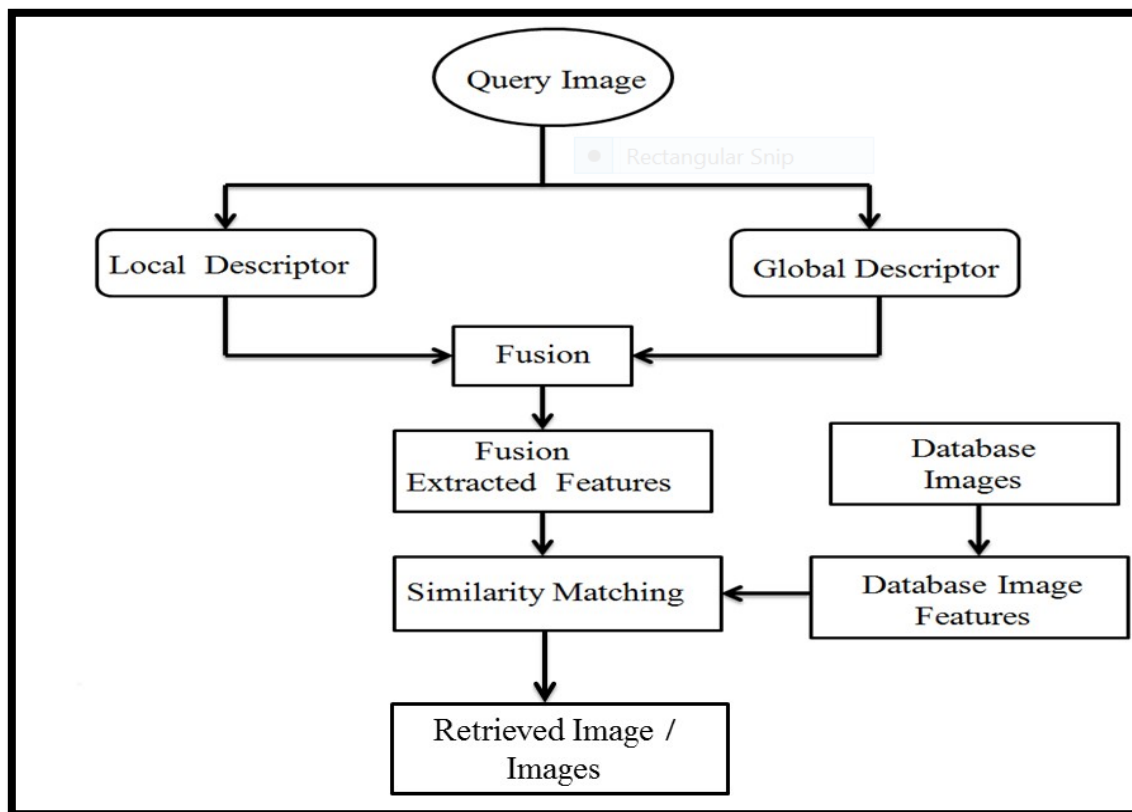 Query Image
Rectangular Snip
Local Descriptor
Global Descriptor
Fusion
Fusion
Extracted Features
Database
Images
Similarity Matching
Database Image
Features
Retrieved Image /
Images